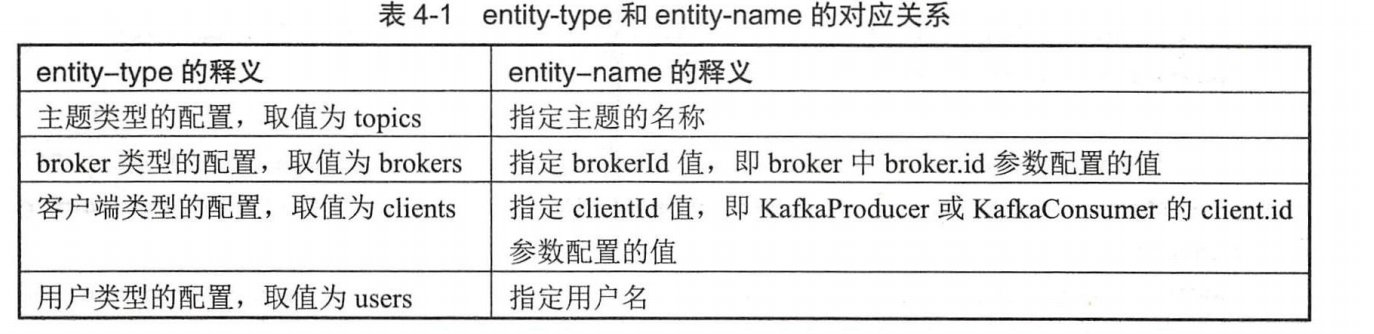 表 4-1 entity-type 和 entity-name 的对应关系
entity–type 的释义 entity–name 的释义
主题类型的配置，取值为 topics 指定主题的名称
broker 类型的配置，取值为 brokers 指定 brokerId 值，即 broker 中 broker.id 参数配置的值
客户端类型的配置，取值为 clients 指定 clientId 值，即 KafkaProducer 或 KafkaConsumer 的 client.id
参数配置的值
用户类型的配置，取值为 users 指定用户名